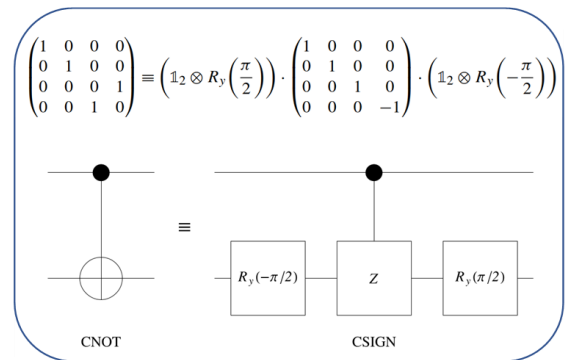 (1 0 0 0; 0 1 0 0; 0 0 0 1; 0 0 1 0) ≡ (𝟙₂ ⊗ R_y(π/2)) · (1 0 0 0; 0 1 0 0; 0 0 1 0; 0 0 0 −1) · (𝟙₂ ⊗ R_y(−π/2))
≡
R_y(−π/2) Z R_y(π/2)
CNOT CSIGN